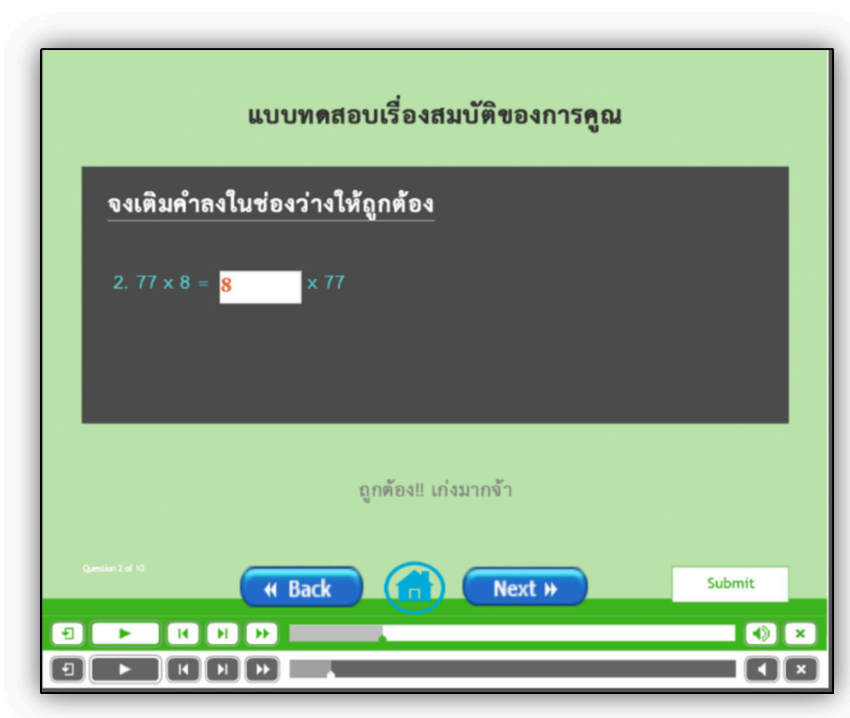 แบบทดสอบเรื่องสมบัติของการคูณ
จงเติมคำลงในช่องว่างให้ถูกต้อง
2. 77 x 8 = 8 x 77
ถูกต้อง!! เก่งมากจ้า
Question 2 of 10
Back
Next
Submit